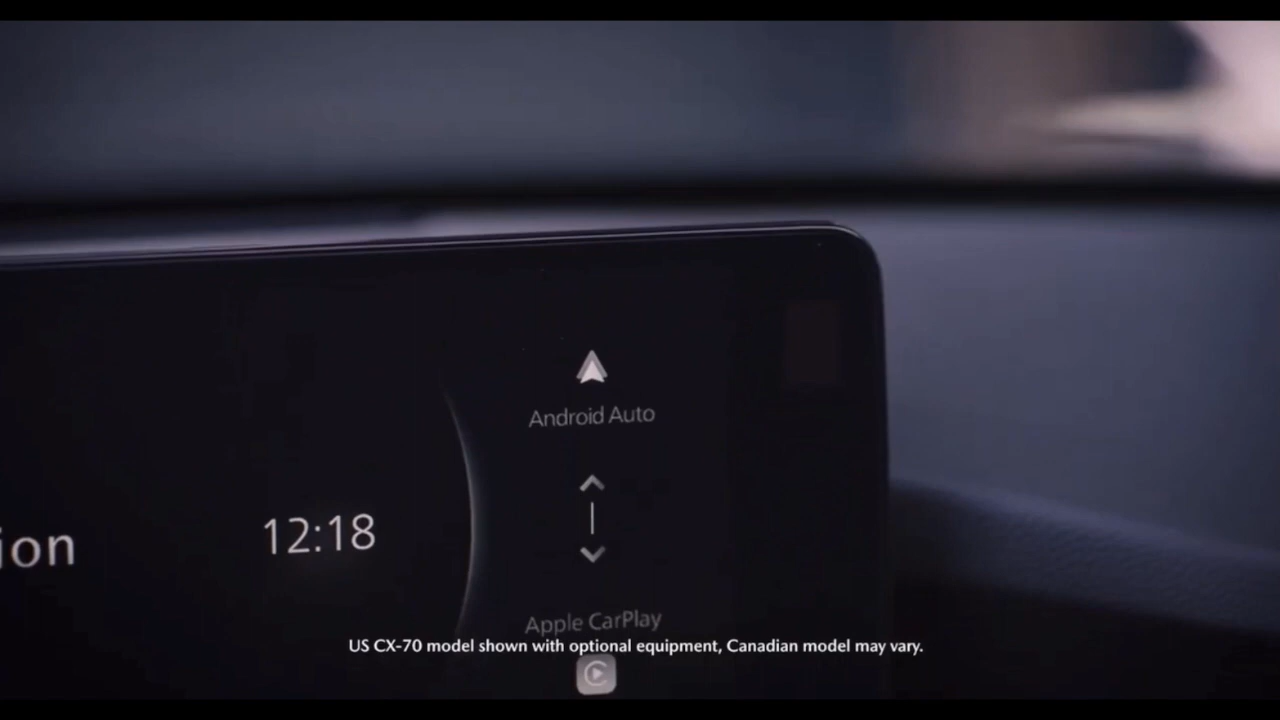 Android Auto
ion
12:18
Apple CarPlay
US CX-70 model shown with optional equipment, Canadian model may vary.